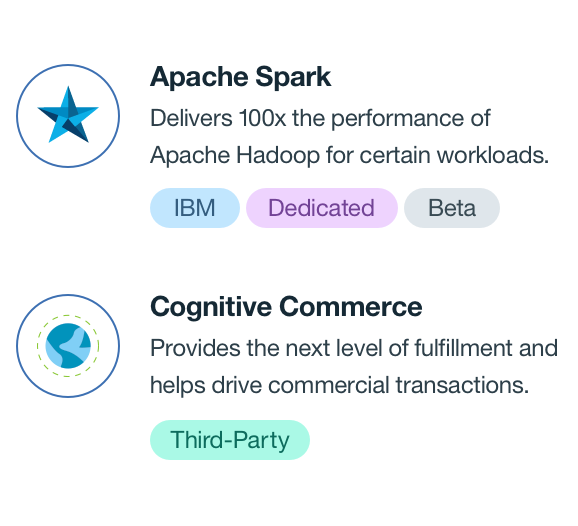 Apache Spark
Delivers 100x the performance of
Apache Hadoop for certain workloads.
IBM Dedicated Beta
Cognitive Commerce
Provides the next level of fulfillment and
helps drive commercial transactions.
Third-Party